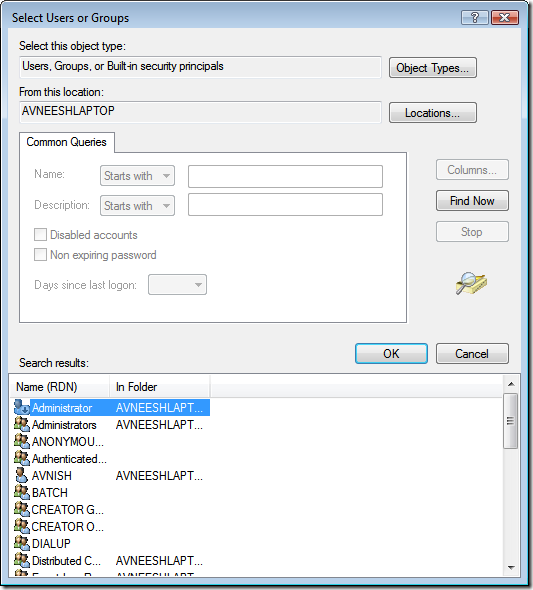 Select Users or Groups
Select this object type:
Users, Groups, or Built-in security principals
Object Types...
From this location:
AVNEESHLAPTOP
Locations...
Common Queries
Name: Starts with
Description: Starts with
Disabled accounts
Non expiring password
Days since last logon:
Columns...
Find Now
Stop
OK Cancel
Search results:
Name (RDN) In Folder
Administrator AVNEESHLAPT...
Administrators AVNEESHLAPT...
ANONYMOU...
Authenticated...
AVNISH AVNEESHLAPT...
BATCH
CREATOR G...
CREATOR O...
DIALUP
Distributed C... AVNEESHLAPT...
AVNEESHLAPT...